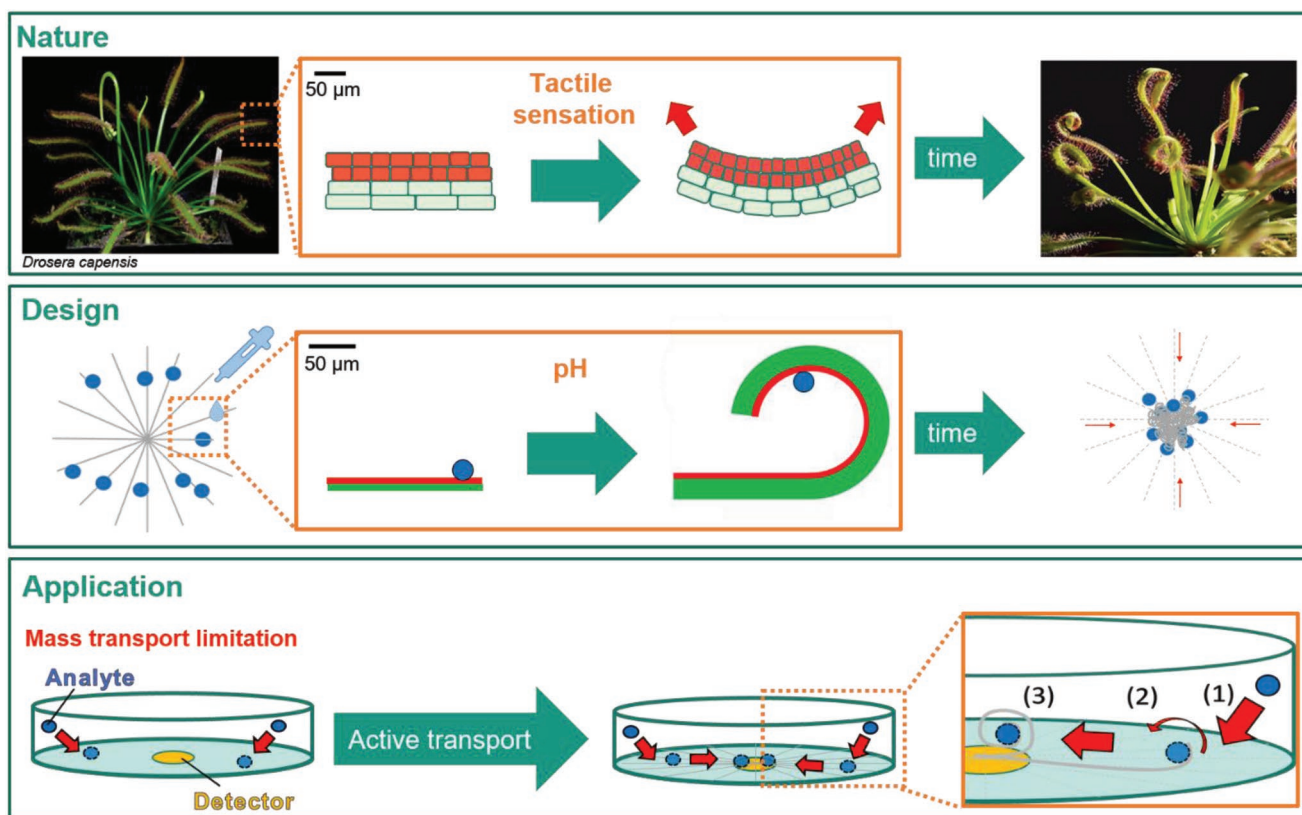 Nature
50 µm
Tactile
sensation
time
Drosera capensis
Design
50 µm
pH
time
Application
Mass transport limitation
Analyte
Detector
Active transport
(3)
(2)
(1)